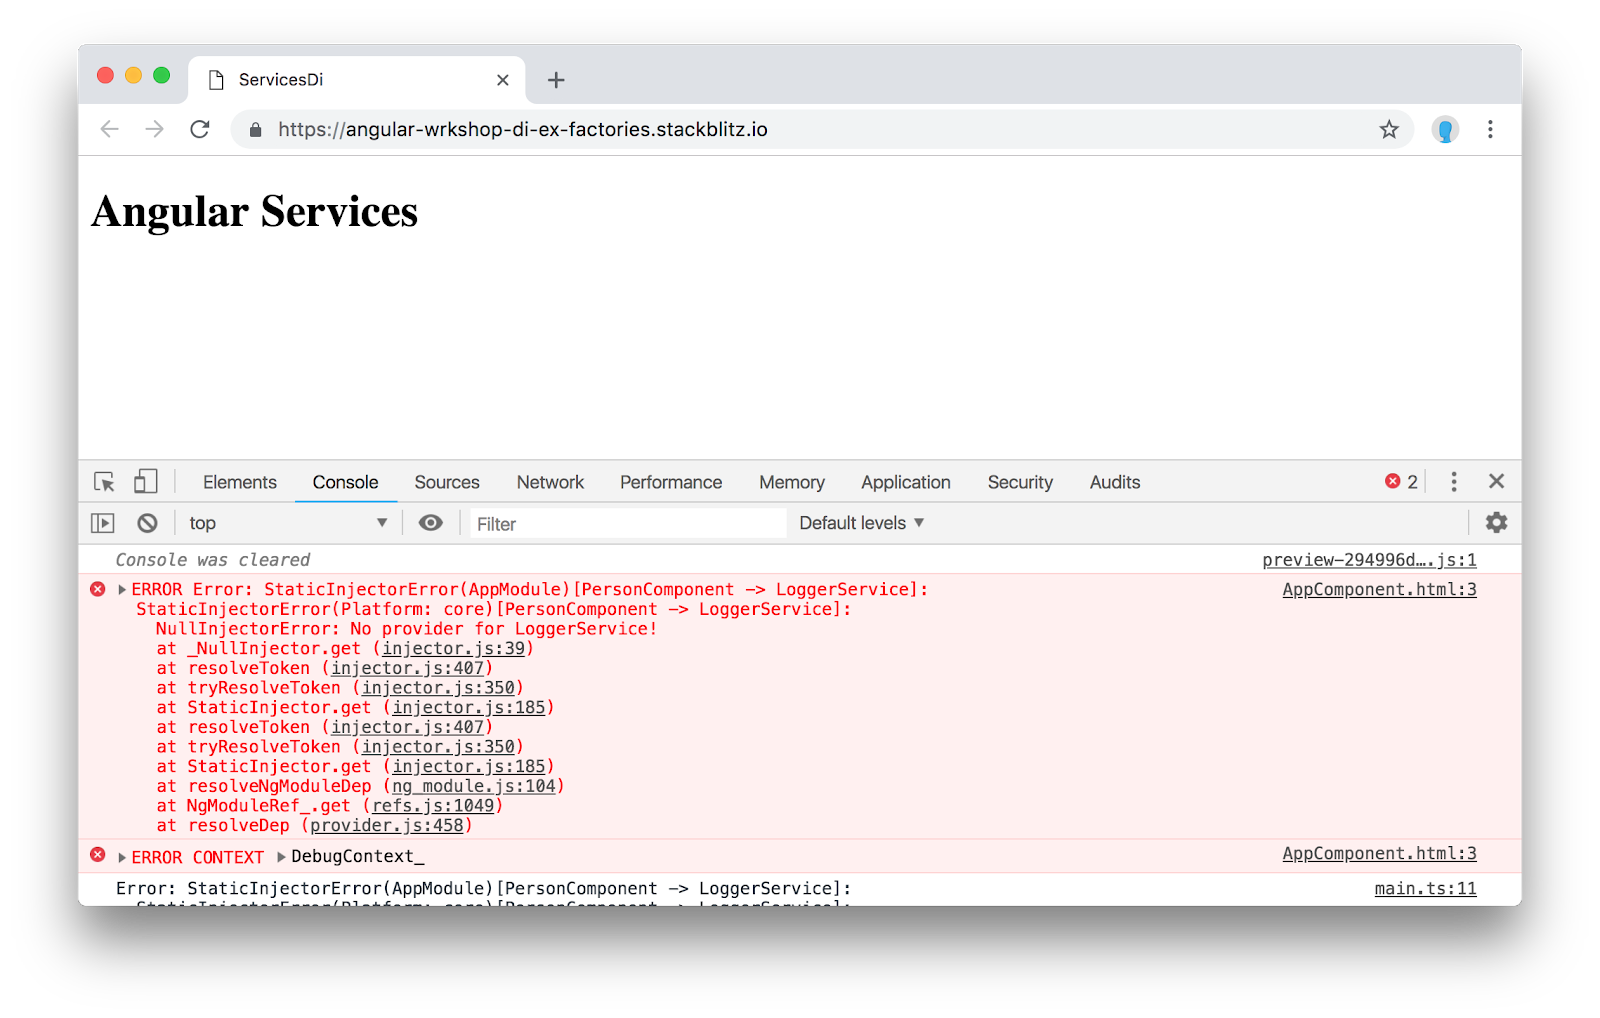 ServicesDi
https://angular-wrkshop-di-ex-factories.stackblitz.io
Angular Services
Elements Console Sources Network Performance Memory Application Security Audits 2
top Filter Default levels
Console was cleared preview-294996d….js:1
ERROR Error: StaticInjectorError(AppModule)[PersonComponent -> LoggerService]: AppComponent.html:3
StaticInjectorError(Platform: core)[PersonComponent -> LoggerService]:
NullInjectorError: No provider for LoggerService!
at _NullInjector.get (injector.js:39)
at resolveToken (injector.js:407)
at tryResolveToken (injector.js:350)
at StaticInjector.get (injector.js:185)
at resolveToken (injector.js:407)
at tryResolveToken (injector.js:350)
at StaticInjector.get (injector.js:185)
at resolveNgModuleDep (ng_module.js:104)
at NgModuleRef_.get (refs.js:1049)
at resolveDep (provider.js:458)
ERROR CONTEXT DebugContext_ AppComponent.html:3
Error: StaticInjectorError(AppModule)[PersonComponent -> LoggerService]: main.ts:11
StaticInjectorError(Platform: core)[PersonComponent -> LoggerService]: